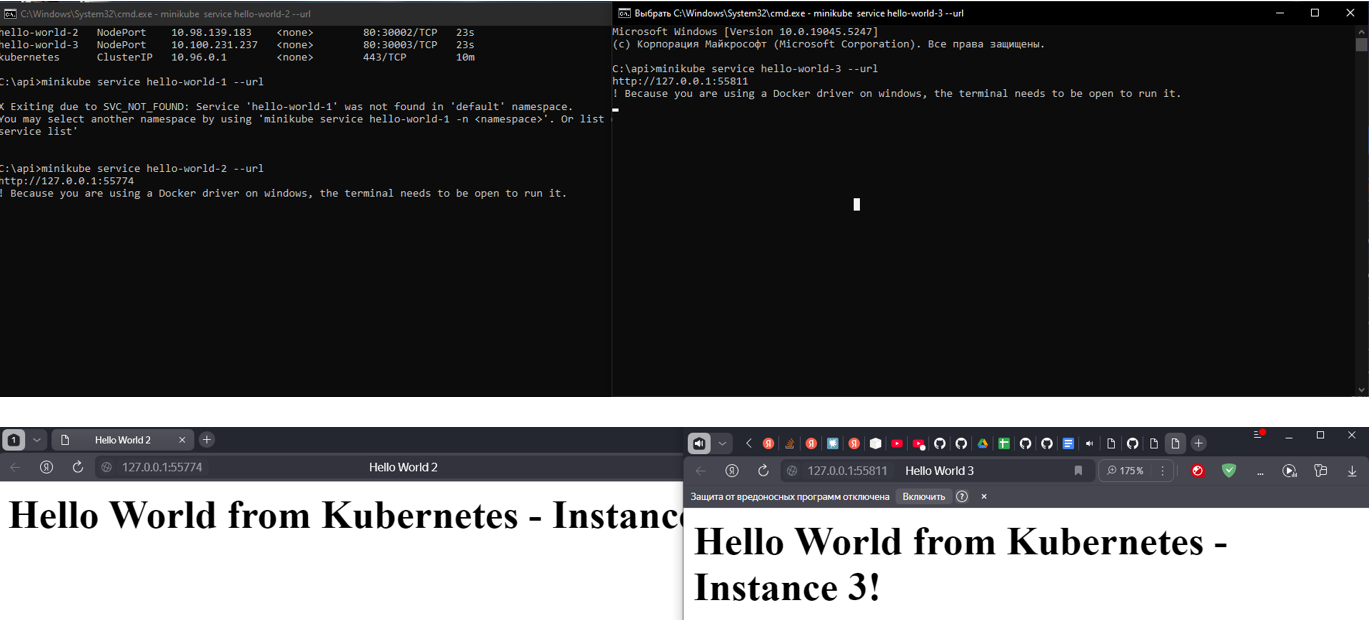 C:\Windows\System32\cmd.exe - minikube  service hello-world-2 --url
hello-world-2   NodePort    10.98.139.183    <none>        80:30002/TCP   23s
hello-world-3   NodePort    10.100.231.237   <none>        80:30003/TCP   23s
kubernetes      ClusterIP   10.96.0.1        <none>        443/TCP        10m
C:\api>minikube service hello-world-1 --url
X Exiting due to SVC_NOT_FOUND: Service 'hello-world-1' was not found in 'default' namespace.
You may select another namespace by using 'minikube service hello-world-1 -n <namespace>'. Or list
service list'
C:\api>minikube service hello-world-2 --url
http://127.0.0.1:55774
! Because you are using a Docker driver on windows, the terminal needs to be open to run it.
Выбрать C:\Windows\System32\cmd.exe - minikube  service hello-world-3 --url
Microsoft Windows [Version 10.0.19045.5247]
(c) Корпорация Майкрософт (Microsoft Corporation). Все права защищены.
C:\api>minikube service hello-world-3 --url
http://127.0.0.1:55811
! Because you are using a Docker driver on windows, the terminal needs to be open to run it.
1 Hello World 2
127.0.0.1:55774 Hello World 2
Hello World from Kubernetes - Instance
127.0.0.1:55811 Hello World 3 175%
Защита от вредоносных программ отключена Включить
Hello World from Kubernetes -
Instance 3!